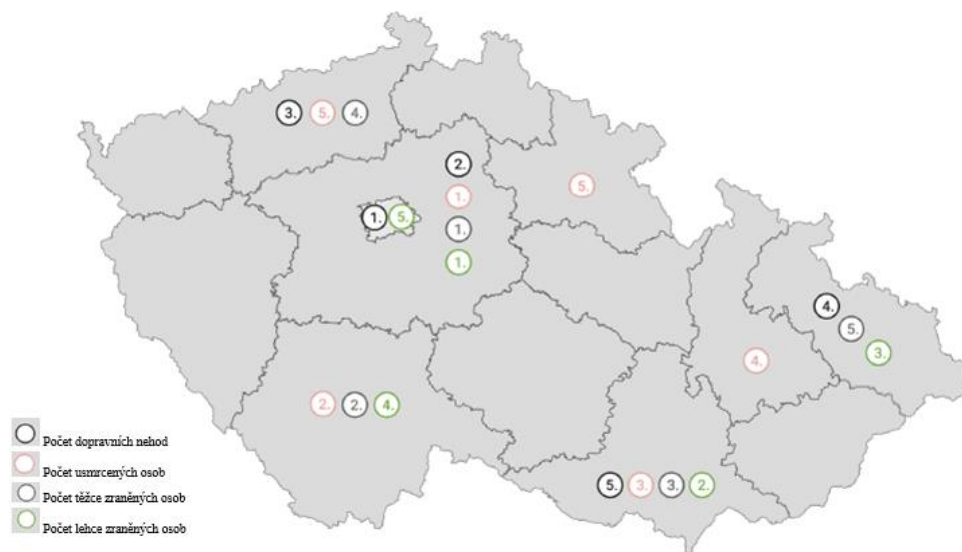 3. 5. 4.
2.
1.
1.
1.
1. 5.
5.
4.
5.
3.
4.
2. 2. 4.
5. 3. 3. 2.
Počet dopravních nehod
Počet usmrcených osob
Počet těžce zraněných osob
Počet lehce zraněných osob